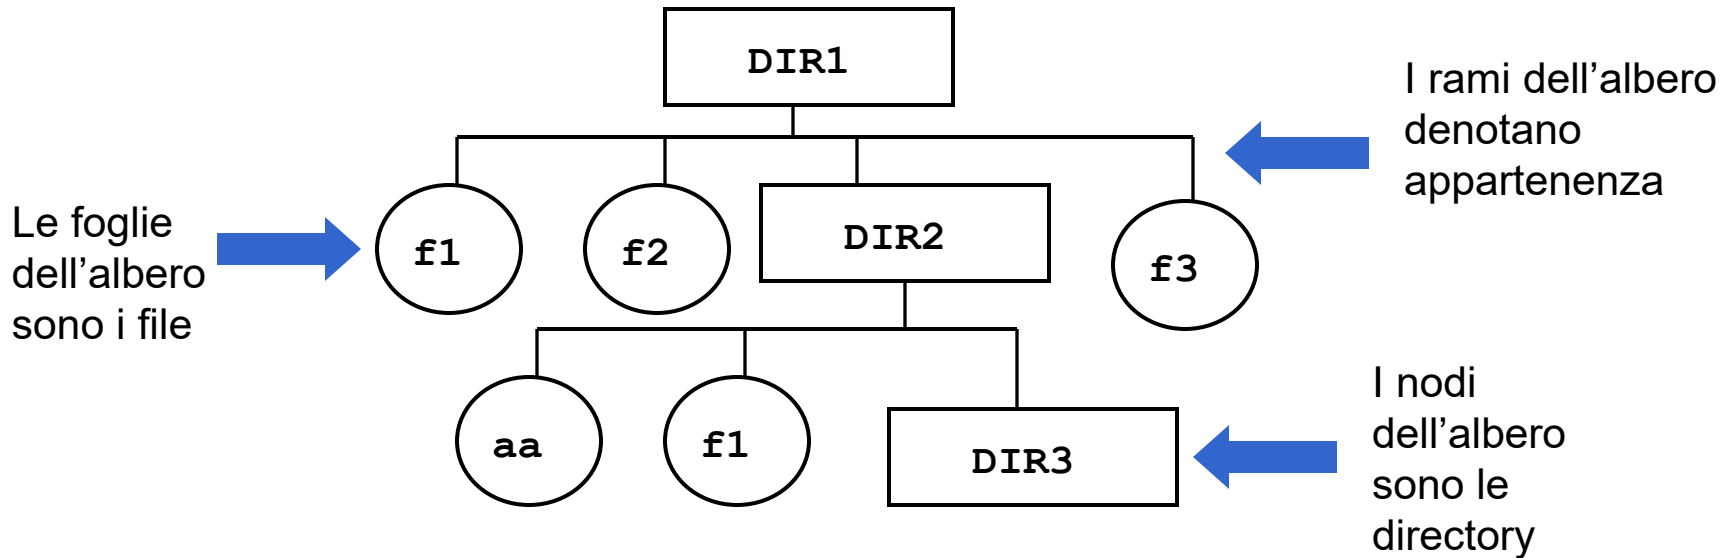 DIR1
I rami dell’albero
denotano
appartenenza
Le foglie
dell’albero
sono i file
f1
f2
DIR2
f3
aa
f1
DIR3
I nodi
dell’albero
sono le
directory